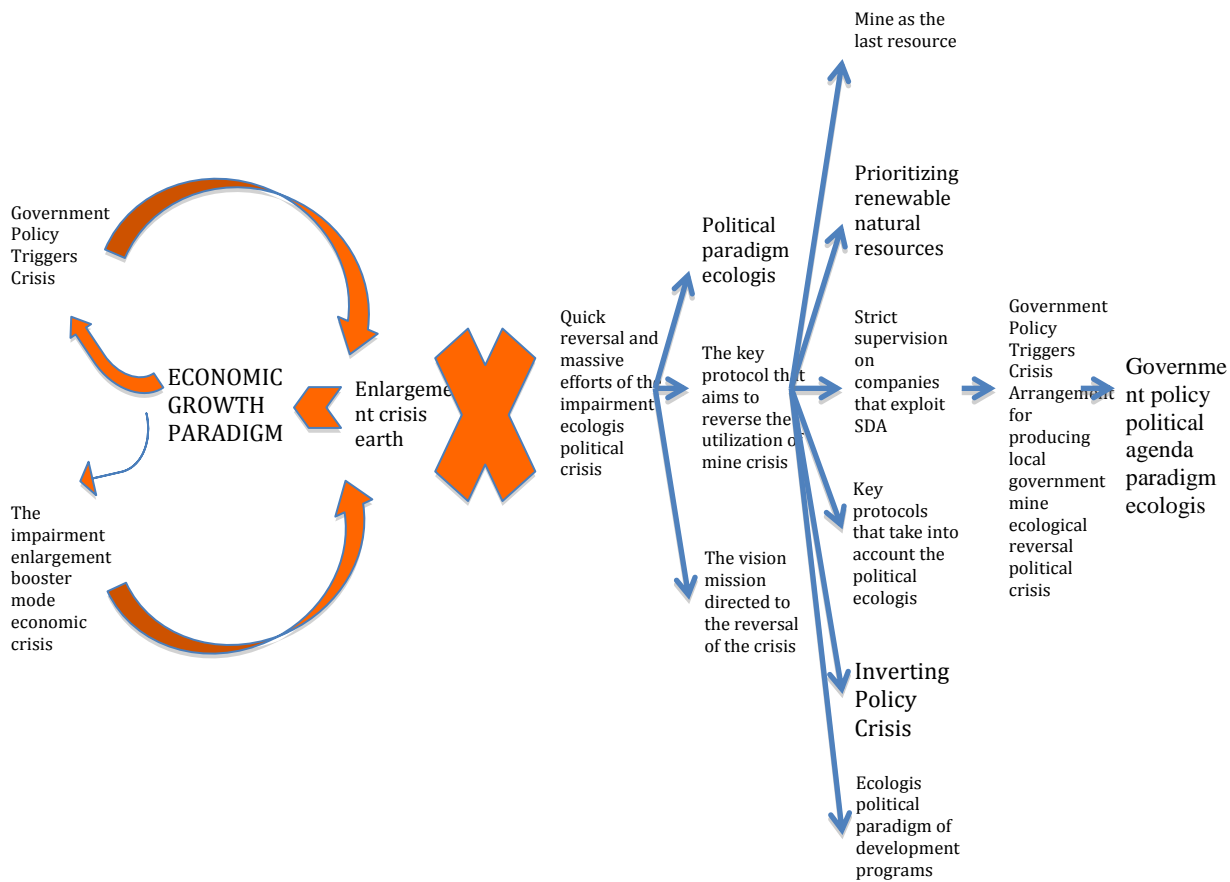 Government
Policy
Triggers
Crisis
ECONOMIC
GROWTH
PARADIGM
The
impairment
enlargement
booster
mode
economic
crisis
Enlargeme
nt crisis
earth
Quick
reversal and
massive
efforts of the
impairment
ecologis
political
crisis
Political
paradigm
ecologis
The key
protocol that
aims to
reverse the
utilization of
mine crisis
The vision
mission
directed to
the reversal
of the crisis
Mine as the
last resource
Prioritizing
renewable
natural
resources
Strict
supervision
on
companies
that exploit
SDA
Key
protocols
that take into
account the
political
ecologis
Inverting
Policy
Crisis
Ecologis
political
paradigm of
development
programs
Government
Policy
Triggers
Crisis
Arrangement
for
producing
local
government
mine
ecological
reversal
political
crisis
Governme
nt policy
political
agenda
paradigm
ecologis